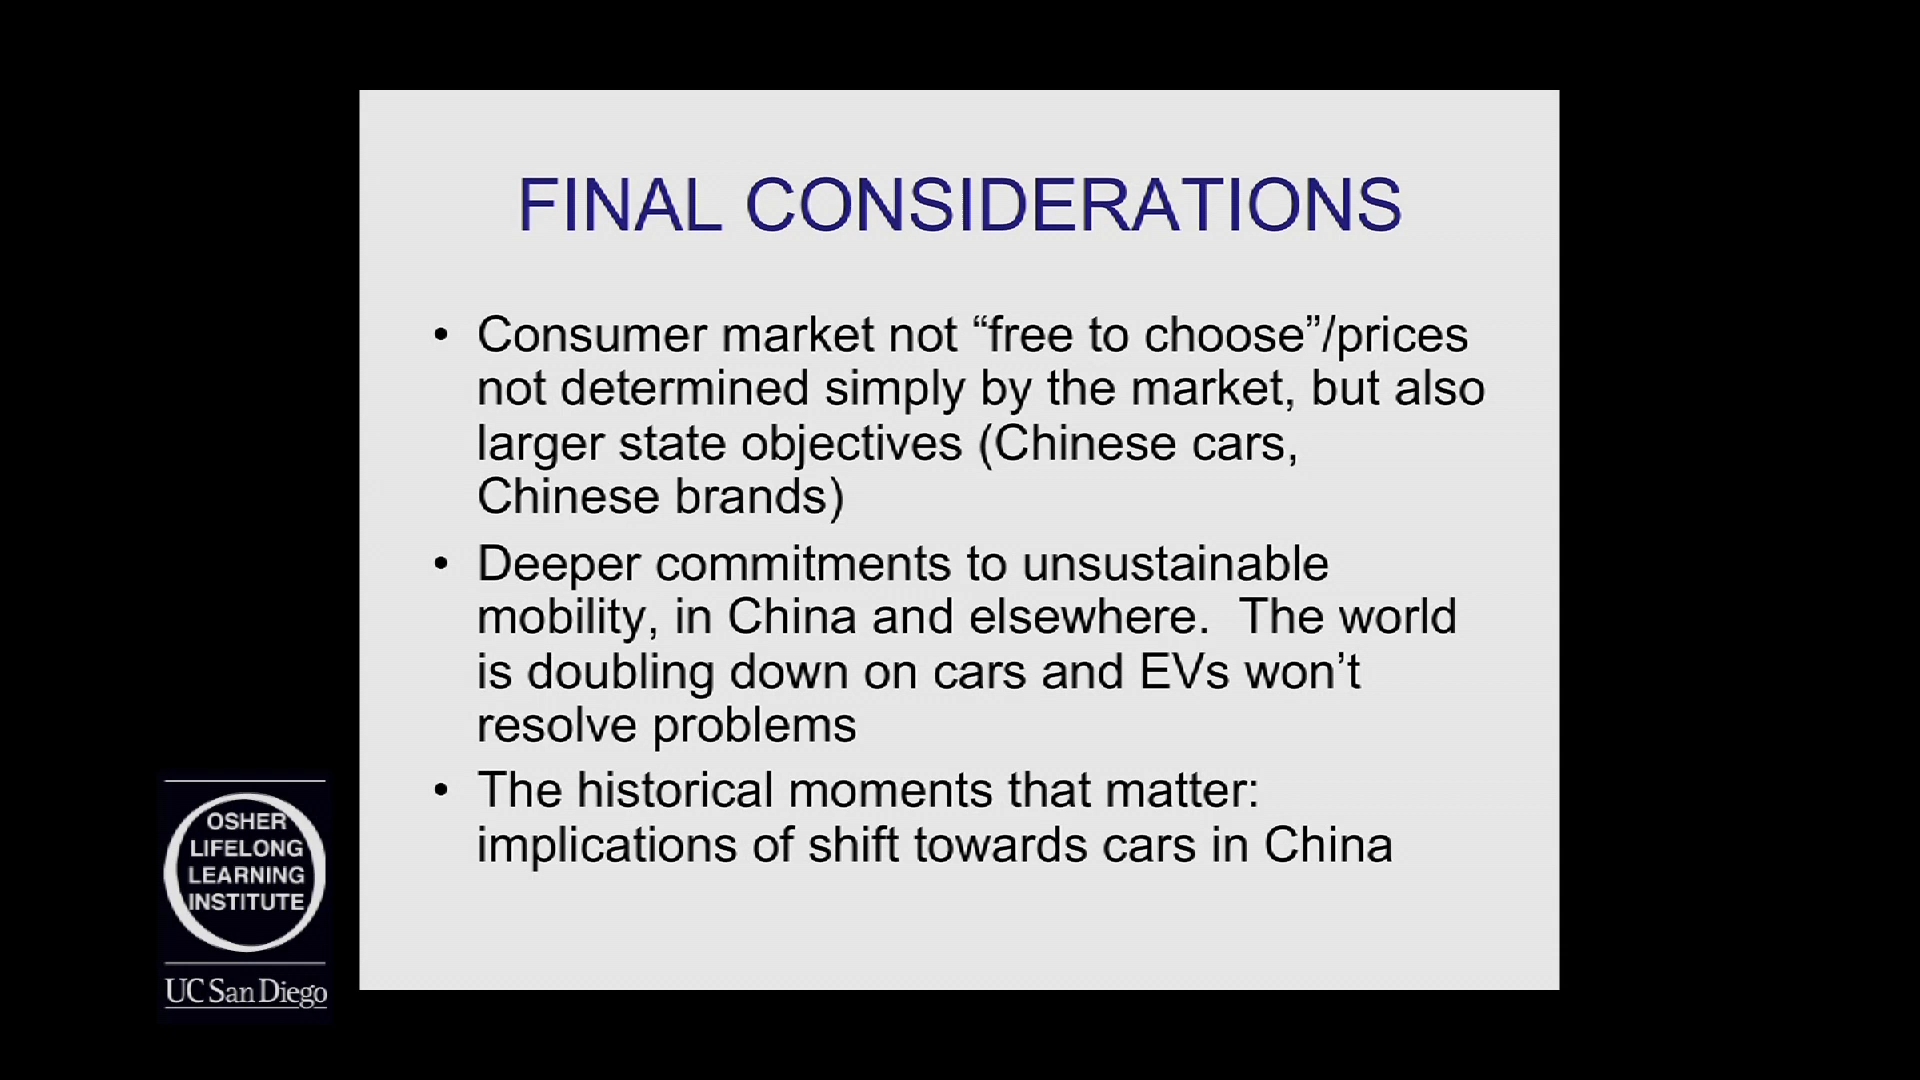 FINAL CONSIDERATIONS
• Consumer market not “free to choose”/prices
not determined simply by the market, but also
larger state objectives (Chinese cars,
Chinese brands)
• Deeper commitments to unsustainable
mobility, in China and elsewhere.  The world
is doubling down on cars and EVs won’t
resolve problems
• The historical moments that matter:
implications of shift towards cars in China
OSHER
LIFELONG
LEARNING
INSTITUTE
UC San Diego